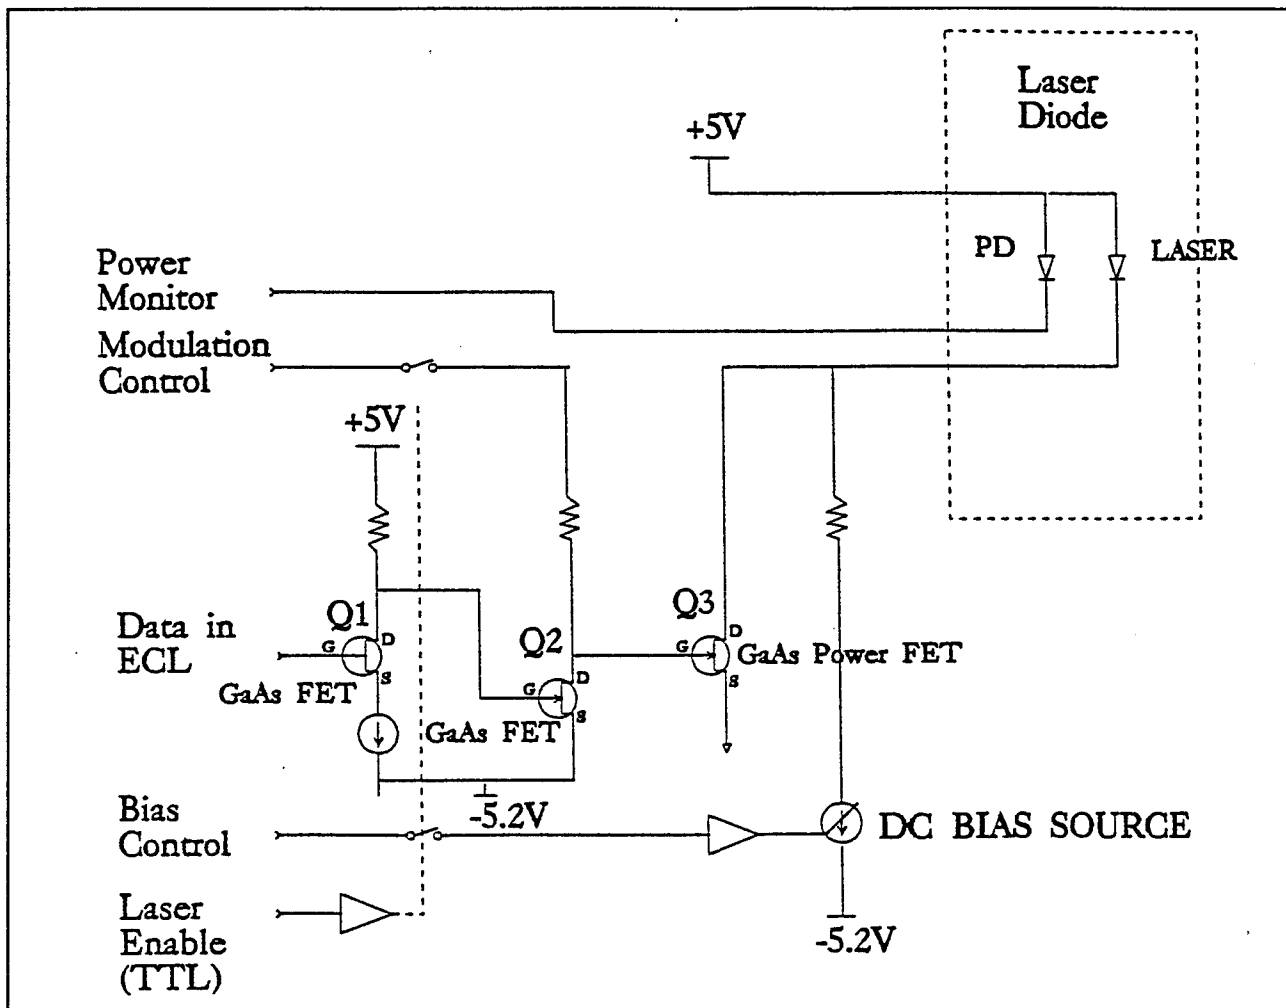 Laser
Diode
+5V
PD
LASER
Power
Monitor
Modulation
Control
+5V
Data in
ECL
Q1
G
D
S
GaAs FET
Q2
G
D
S
GaAs FET
Q3
G
D
S
GaAs Power FET
-5.2V
Bias
Control
DC BIAS SOURCE
Laser
Enable
(TTL)
-5.2V